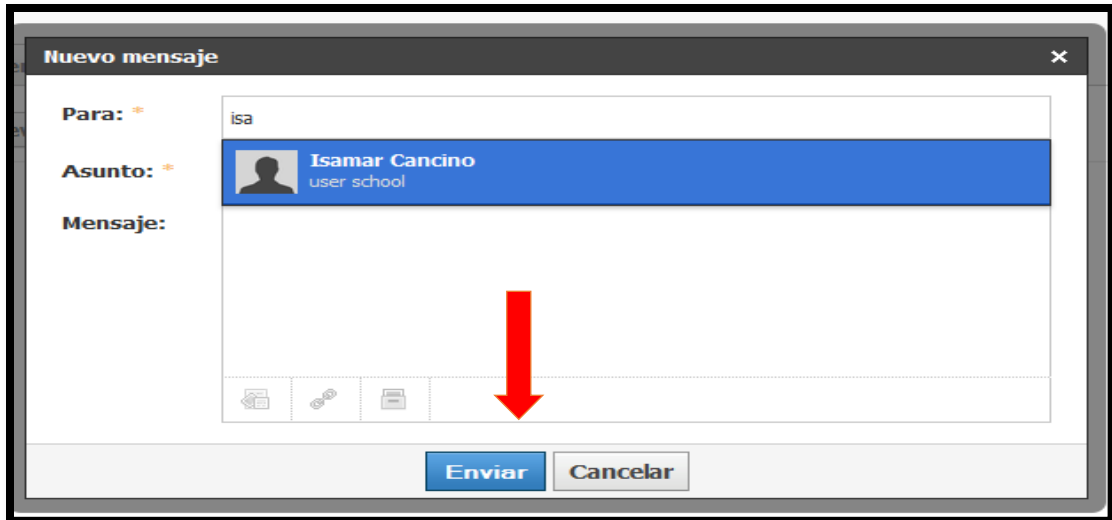 Nuevo mensaje
Para: *
isa
Isamar Cancino
user school
Asunto: *
Mensaje:
Enviar
Cancelar